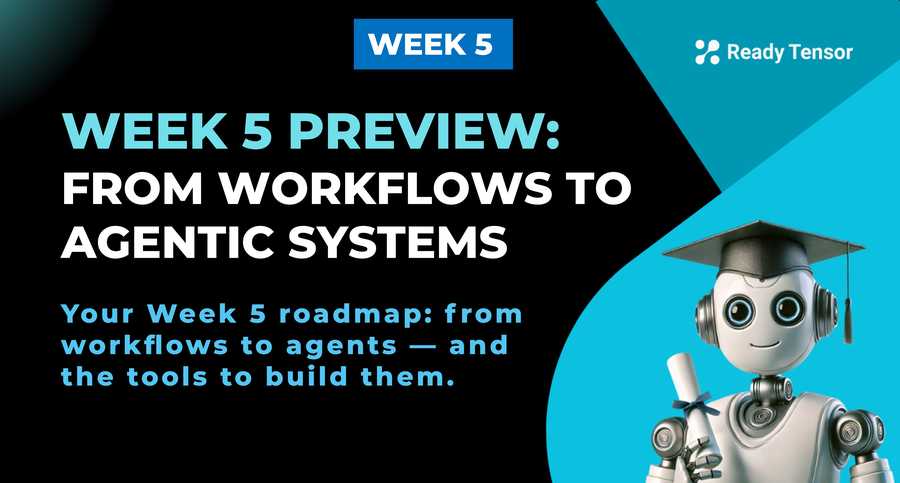 WEEK 5
Ready Tensor
WEEK 5 PREVIEW:
FROM WORKFLOWS TO
AGENTIC SYSTEMS
Your Week 5 roadmap: from
workflows to agents — and
the tools to build them.